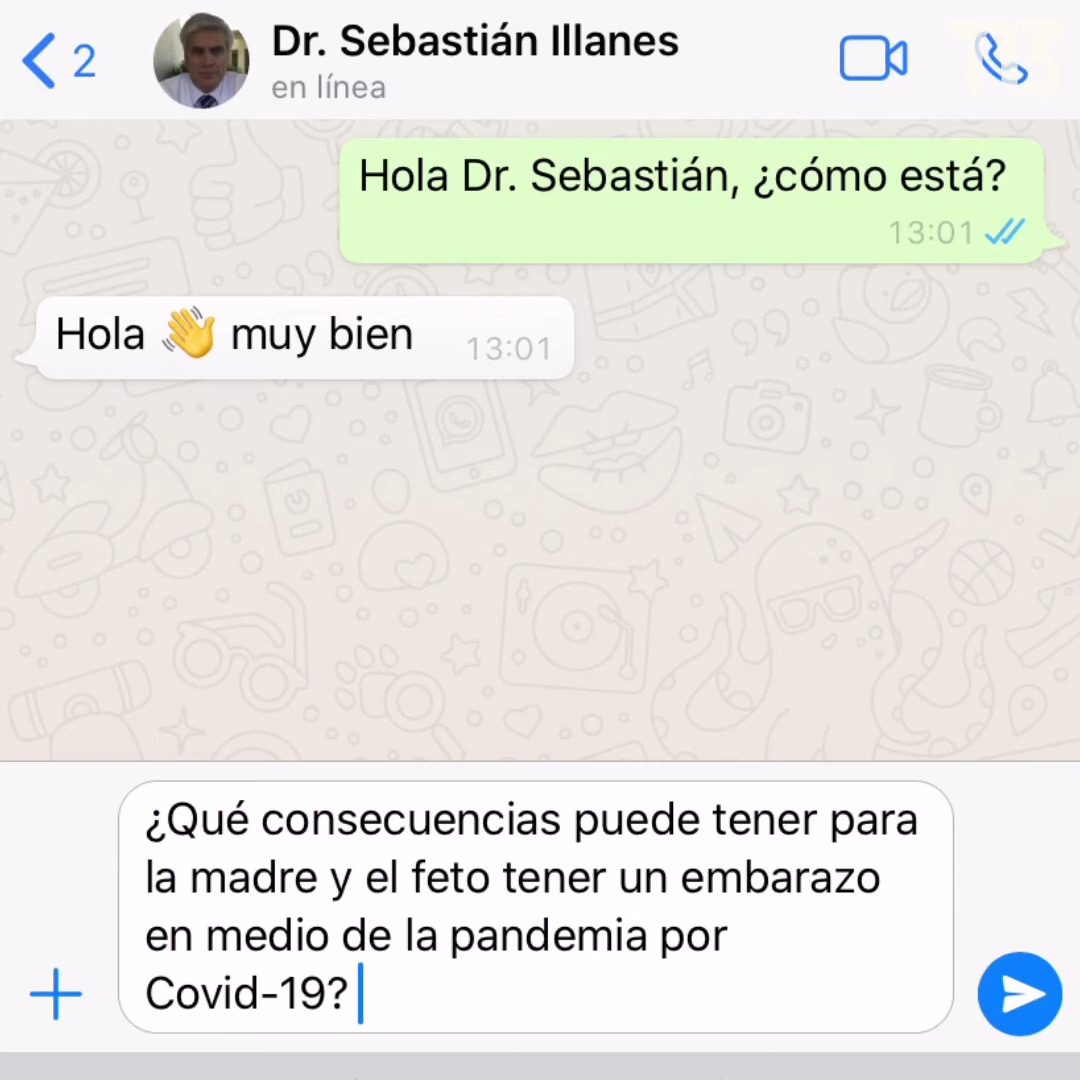 2
Dr. Sebastián Illanes
en línea
Hola Dr. Sebastián, ¿cómo está?
13:01
Hola 👋 muy bien
13:01
¿Qué consecuencias puede tener para
la madre y el feto tener un embarazo
en medio de la pandemia por
Covid-19?